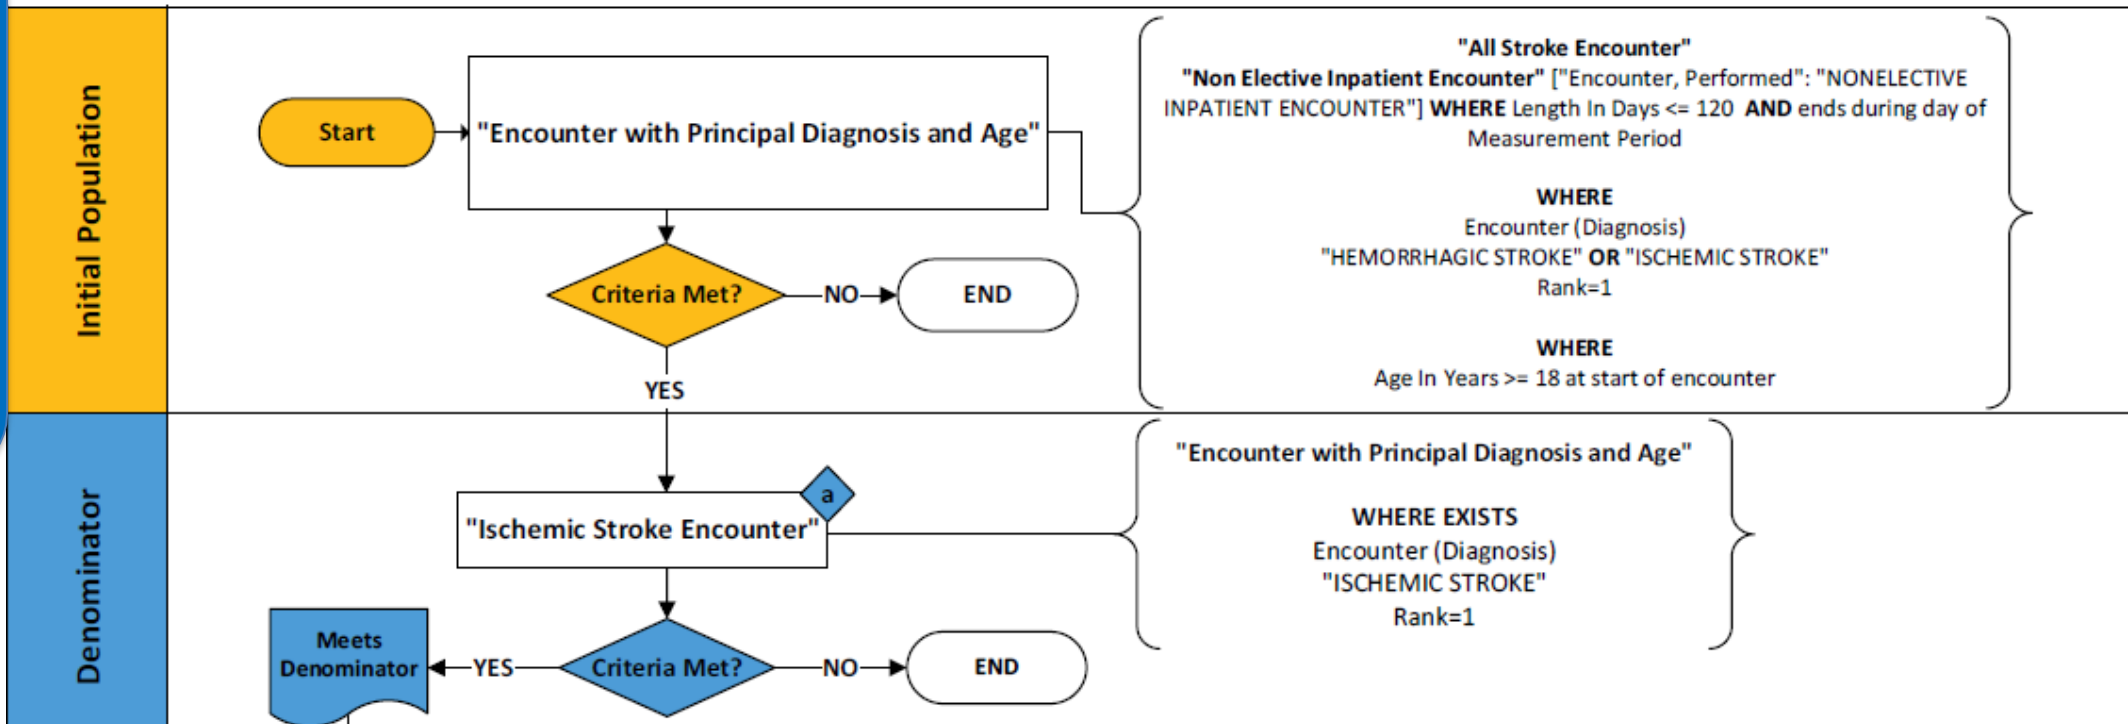 Initial Population
Start
"Encounter with Principal Diagnosis and Age"
"All Stroke Encounter"
"Non Elective Inpatient Encounter" ["Encounter, Performed": "NONELECTIVE
INPATIENT ENCOUNTER"] WHERE Length In Days <= 120 AND ends during day of
Measurement Period
WHERE
Encounter (Diagnosis)
"HEMORRHAGIC STROKE" OR "ISCHEMIC STROKE"
Rank=1
WHERE
Age In Years >= 18 at start of encounter
Criteria Met?
NO
END
YES
Denominator
a
"Ischemic Stroke Encounter"
"Encounter with Principal Diagnosis and Age"
WHERE EXISTS
Encounter (Diagnosis)
"ISCHEMIC STROKE"
Rank=1
Meets
Denominator
YES
Criteria Met?
NO
END